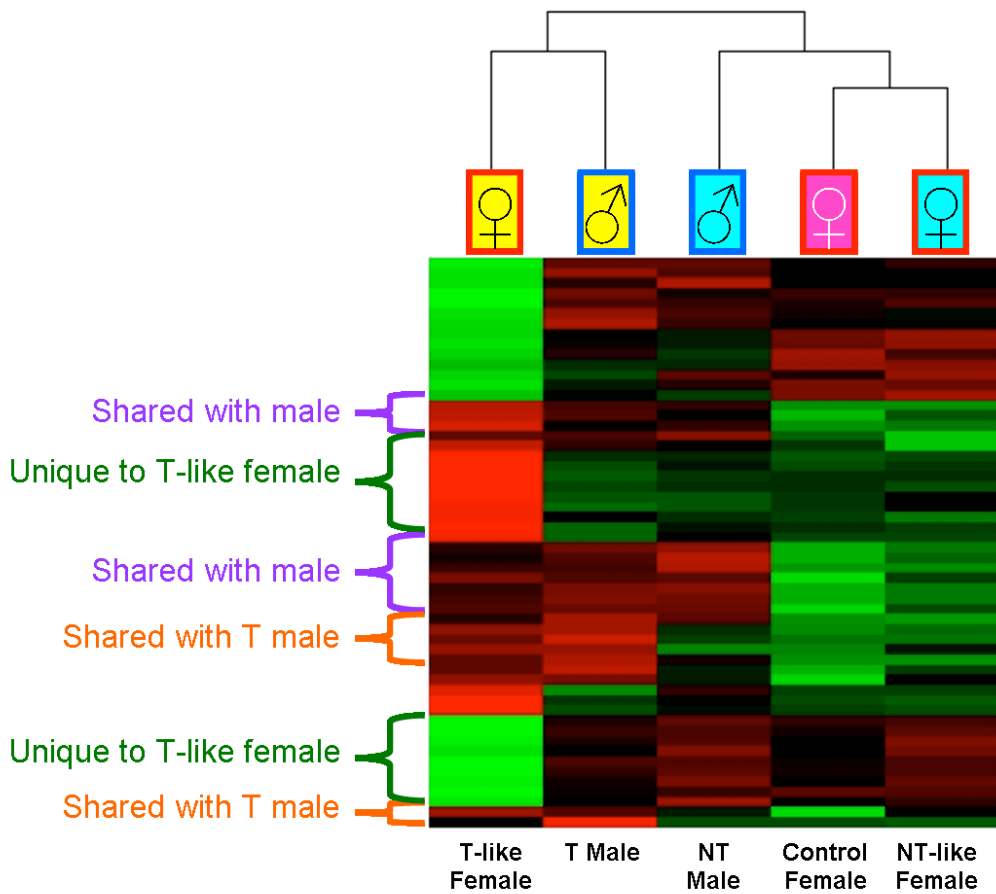 Shared with male
Unique to T-like female
Shared with male
Shared with T male
Unique to T-like female
Shared with T male
T-like
Female
T Male
NT
Male
Control
Female
NT-like
Female